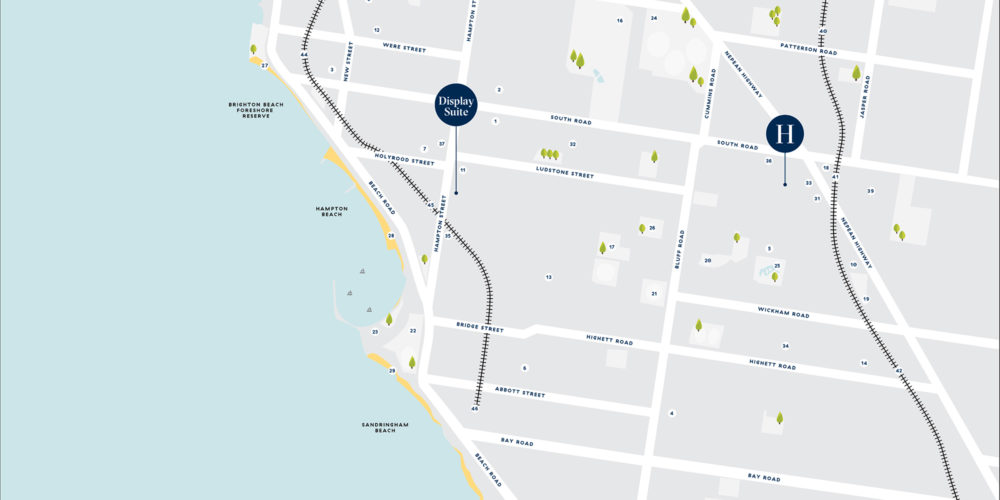 HAMPTON ST
16
24
12
WERE STREET
40
PATTERSON ROAD
44
NEW STREET
3
27
NEPEAN HIGHWAY
CUMMINS ROAD
JASPER ROAD
BRIGHTON BEACH
FORESHORE
RESERVE
Display
Suite
2
1
SOUTH ROAD
H
SOUTH ROAD
37
7
32
HOLYROOD STREET
11
LUDSTONE STREET
36
18
41
33
31
39
HAMPTON
BEACH
BEACH ROAD
45
HAMPTON STREET
35
28
26
17
BLUFF ROAD
NEPEAN HIGHWAY
5
20
25
10
13
21
19
WICKHAM ROAD
23
22
BRIDGE STREET
HIGHETT ROAD
34
HIGHETT ROAD
14
42
29
6
ABBOTT STREET
46
4
SANDRINGHAM
BEACH
BAY ROAD
BEACH ROAD
BAY ROAD